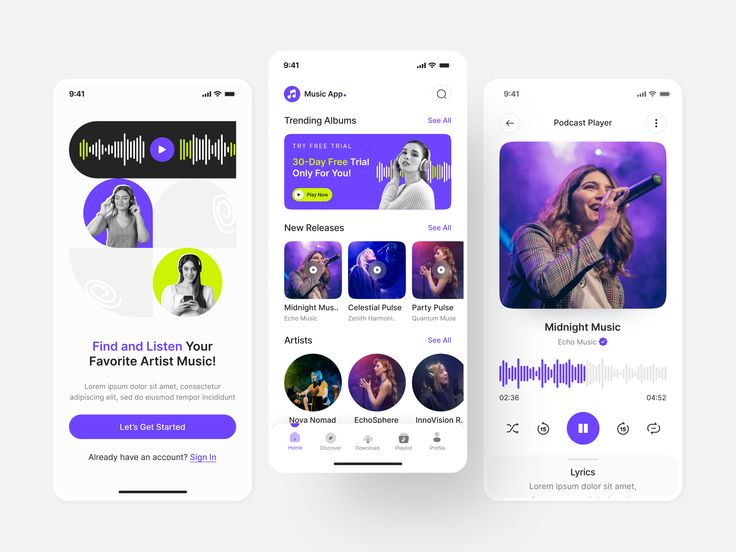 9:41
Find and Listen Your
Favorite Artist Music!
Lorem ipsum dolor sit amet, consectetur
adipiscing elit, sed do eiusmod tempor incididunt
Let's Get Started
Already have an account? Sign In
9:41
Music App.
Trending Albums See All
TRY FREE TRIAL
30-Day Free Trial
Only For You!
Play Now
New Releases See All
Midnight Mus.. Celestial Pulse Party Pulse
Echo Music Zenith Harmoni.. Quantum Muse
Artists See All
Nova Nomad EchoSphere InnoVision R.
Home Discover Download Playlist Profile
9:41
Podcast Player
Midnight Music
Echo Music
02:36 04:52
15 15
Lyrics
Lorem ipsum dolor sit amet,